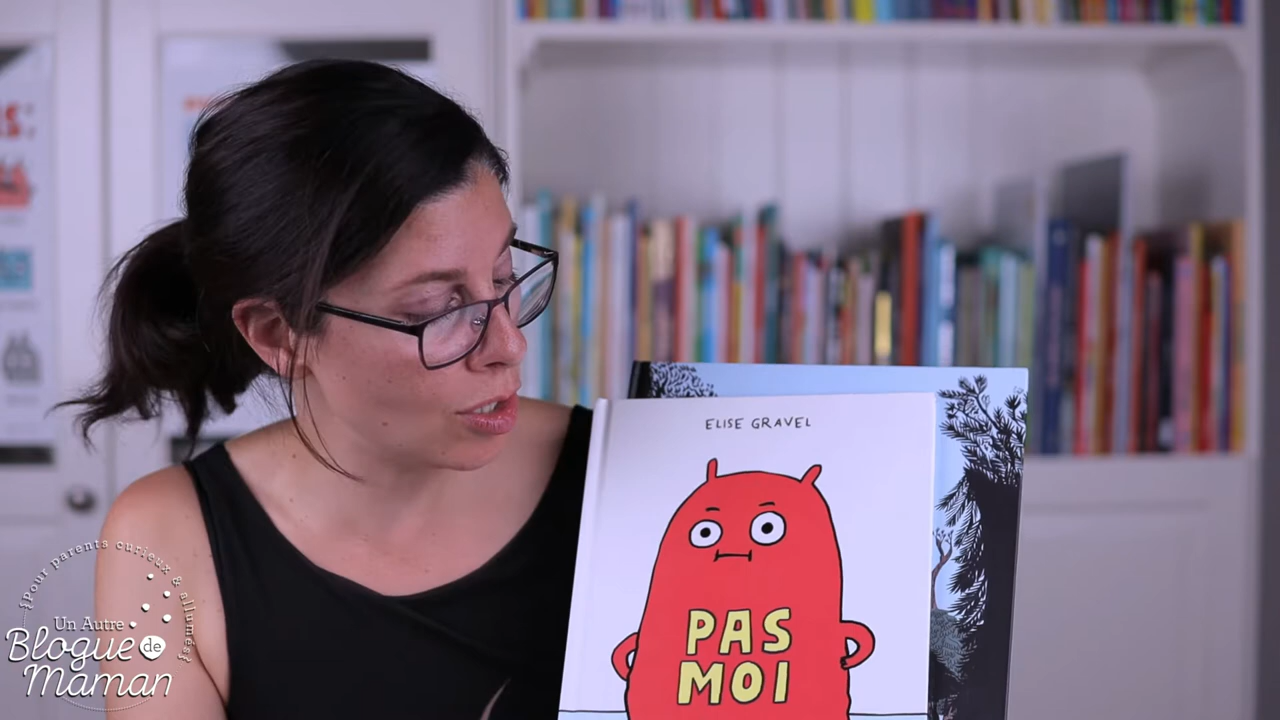 ELISE GRAVEL
PAS
MOI
{Pour parents curieux & allumés}
Un Autre
Blogue de
Maman